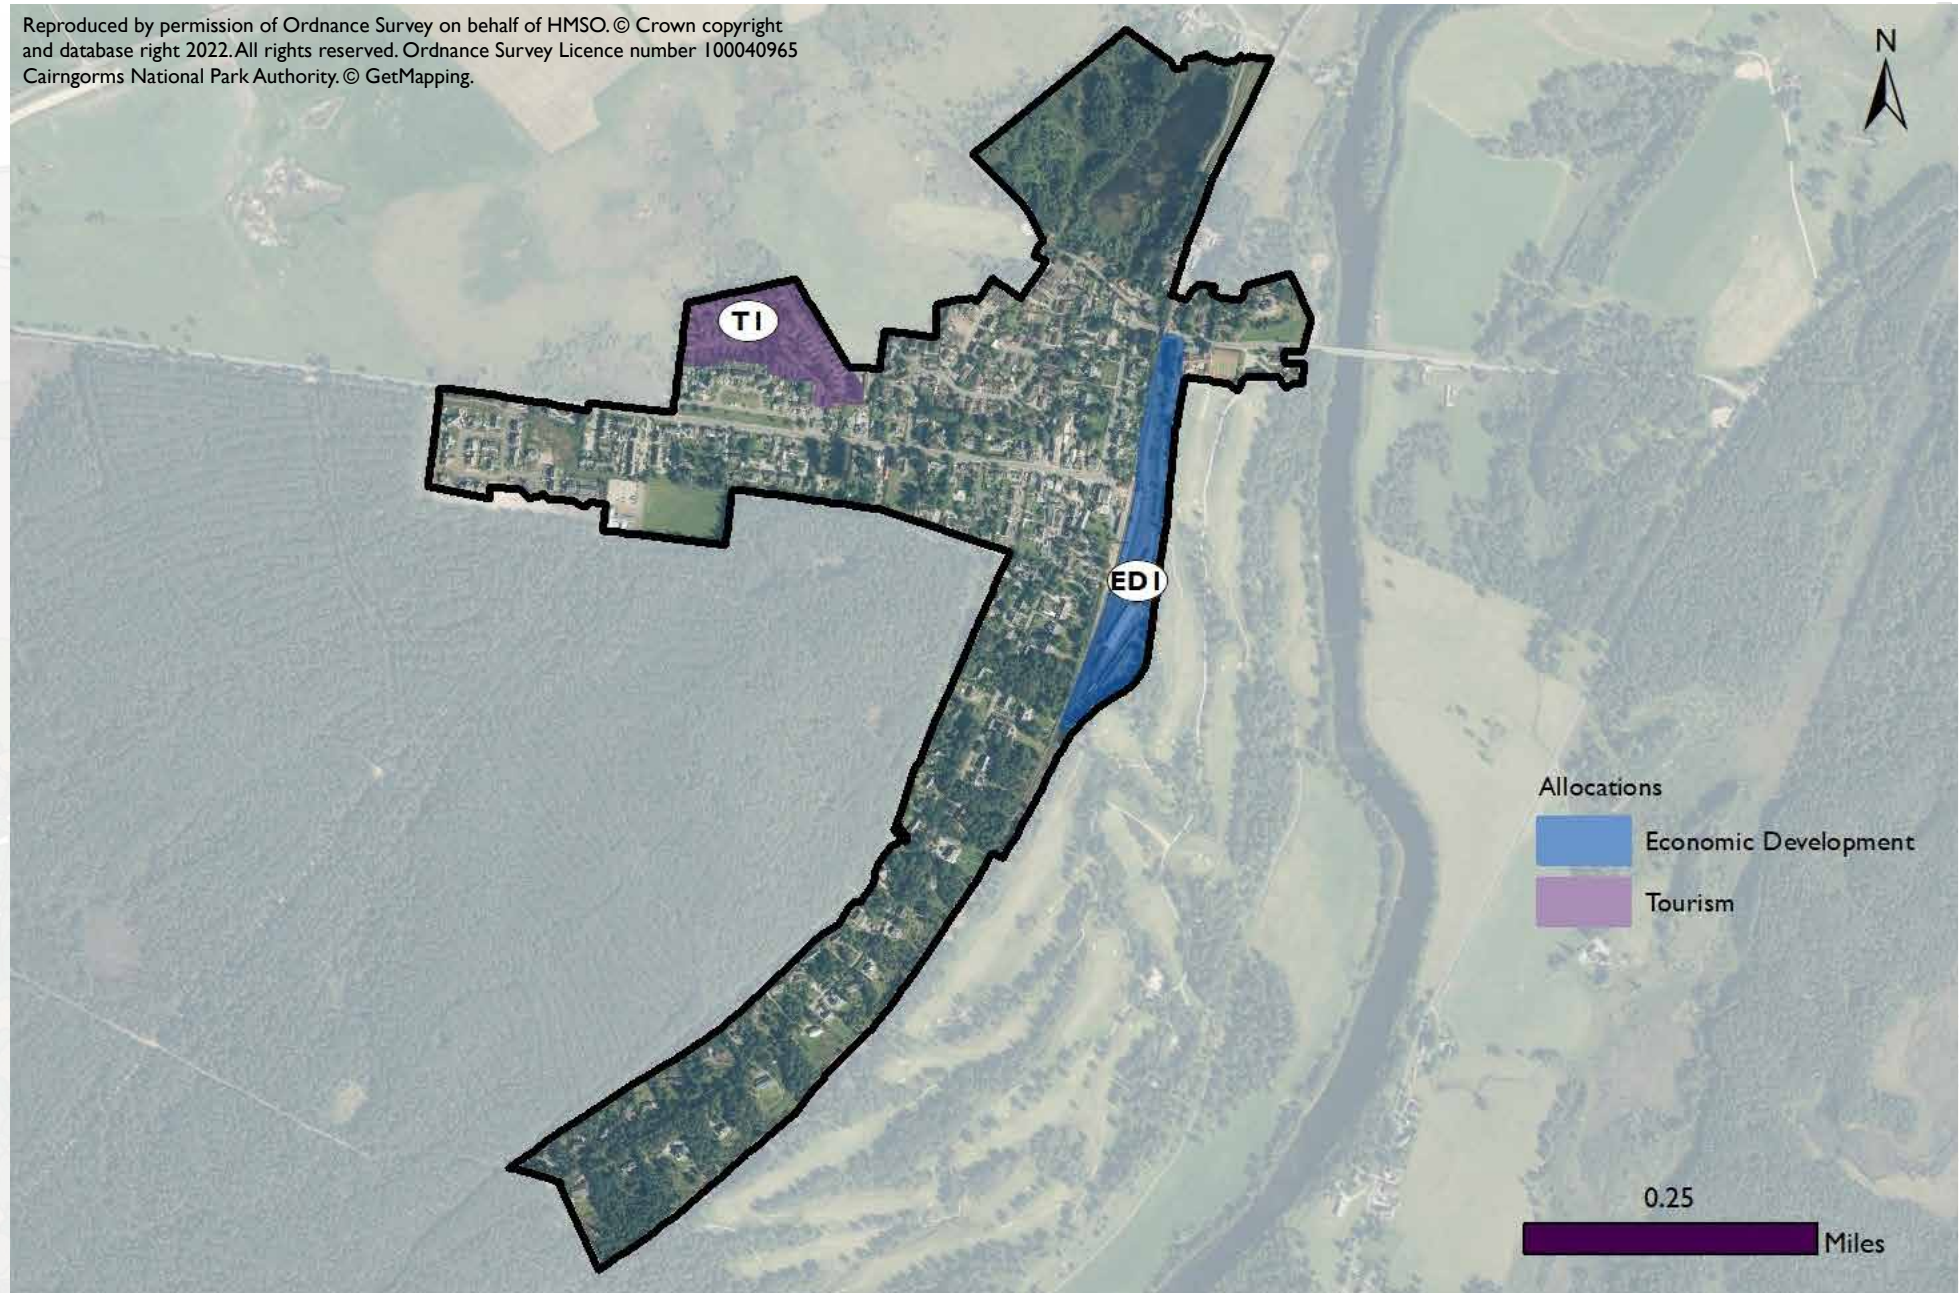 Reproduced by permission of Ordnance Survey on behalf of HMSO. © Crown copyright
and database right 2022. All rights reserved. Ordnance Survey Licence number 100040965
Cairngorms National Park Authority. © GetMapping.
N
T1
ED1
Allocations
Economic Development
Tourism
0.25
Miles